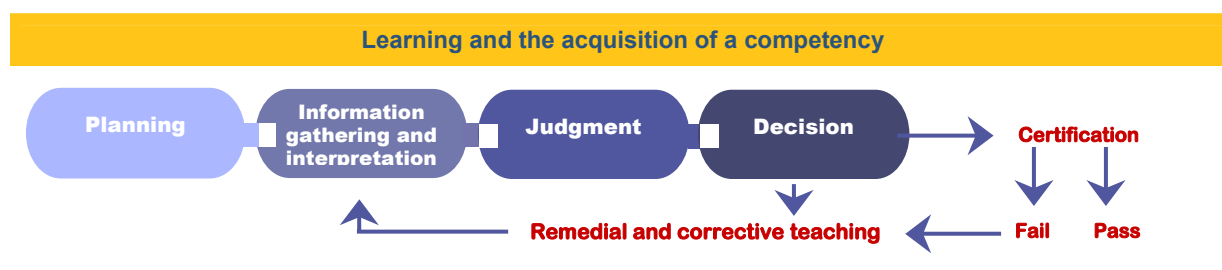 Learning and the acquisition of a competency
Planning
Information
gathering and
interpretation
Judgment
Decision
Certification
Remedial and corrective teaching
Fail
Pass